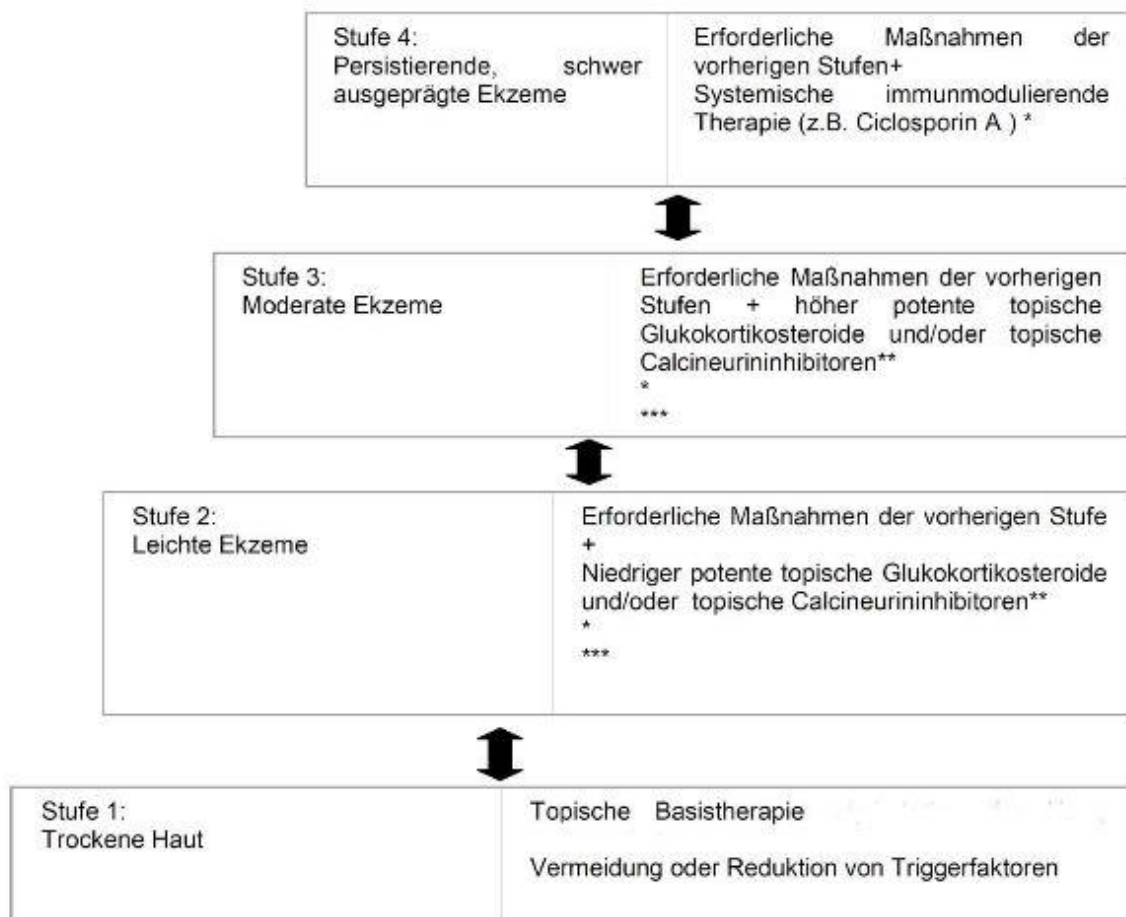 Stufe 4:
Persistierende, schwer
ausgeprägte Ekzeme
Erforderliche Maßnahmen der
vorherigen Stufen+
Systemische immunmodulierende
Therapie (z.B. Ciclosporin A ) *
Stufe 3:
Moderate Ekzeme
Erforderliche Maßnahmen der vorherigen
Stufen + höher potente topische
Glukokortikosteroide und/oder topische
Calcineurininhibitoren**
*
***
Stufe 2:
Leichte Ekzeme
Erforderliche Maßnahmen der vorherigen Stufe
+
Niedriger potente topische Glukokortikosteroide
und/oder topische Calcineurininhibitoren**
*
***
Stufe 1:
Trockene Haut
Topische Basistherapie
Vermeidung oder Reduktion von Triggerfaktoren